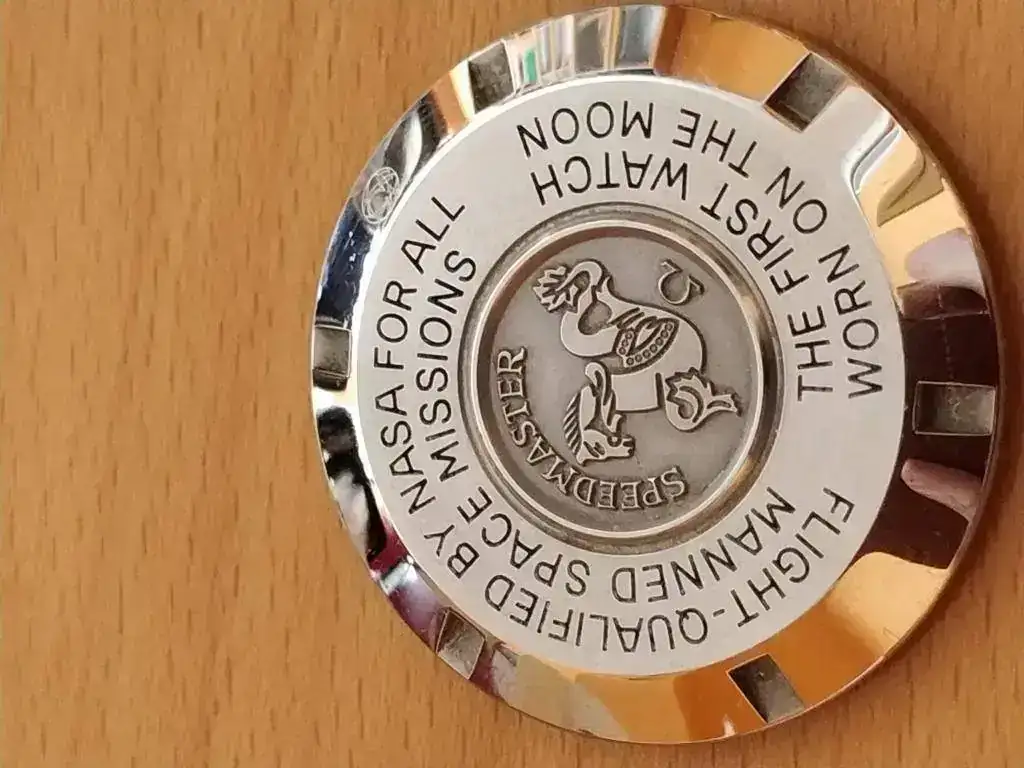 FLIGHT-QUALIFIED BY NASA FOR ALL
MANNED SPACE MISSIONS
THE FIRST WATCH
WORN ON THE MOON
Ω
SPEEDMASTER